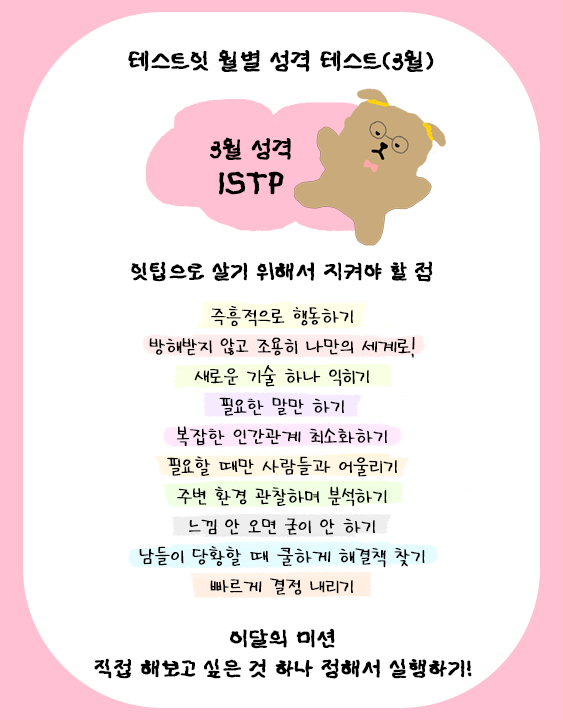 테스트잇 월별 성격 테스트(3월)
3월 성격
ISTP
잇팁으로 살기 위해서 지켜야 할 점
즉흥적으로 행동하기
방해받지 않고 조용히 나만의 세계로!
새로운 기술 하나 익히기
필요한 말만 하기
복잡한 인간관계 최소화하기
필요할 때만 사람들과 어울리기
주변 환경 관찰하며 분석하기
느낌 안 오면 굳이 안 하기
남들이 당황할 때 쿨하게 해결책 찾기
빠르게 결정 내리기
이달의 미션
직접 해보고 싶은 것 하나 정해서 실행하기!